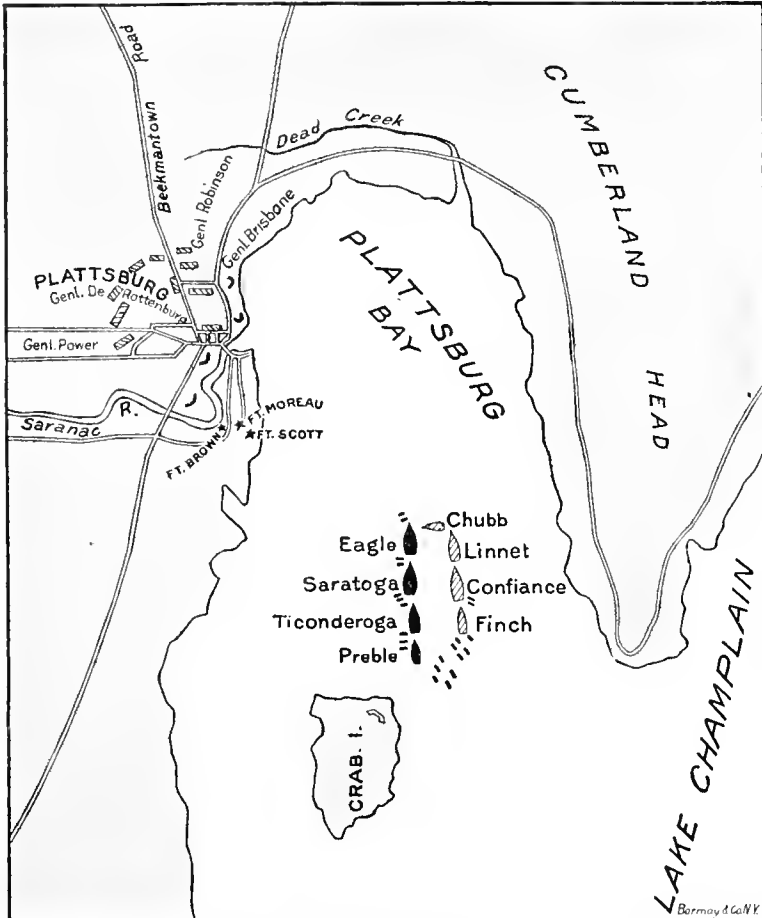 Beekmantown Road
Dead Creek
CUMBERLAND HEAD
Genl. Robinson
Genl. Brisbane
PLATTSBURG
Genl. De Rottenburg
Genl. Power
PLATTSBURG BAY
Saranac R.
FT. BROWN
FT. MOREAU
FT. SCOTT
Chubb
Eagle
Linnet
Saratoga
Confiance
Ticonderoga
Finch
Preble
CRAB. I.
LAKE CHAMPLAIN
Bormay & Co N.Y.